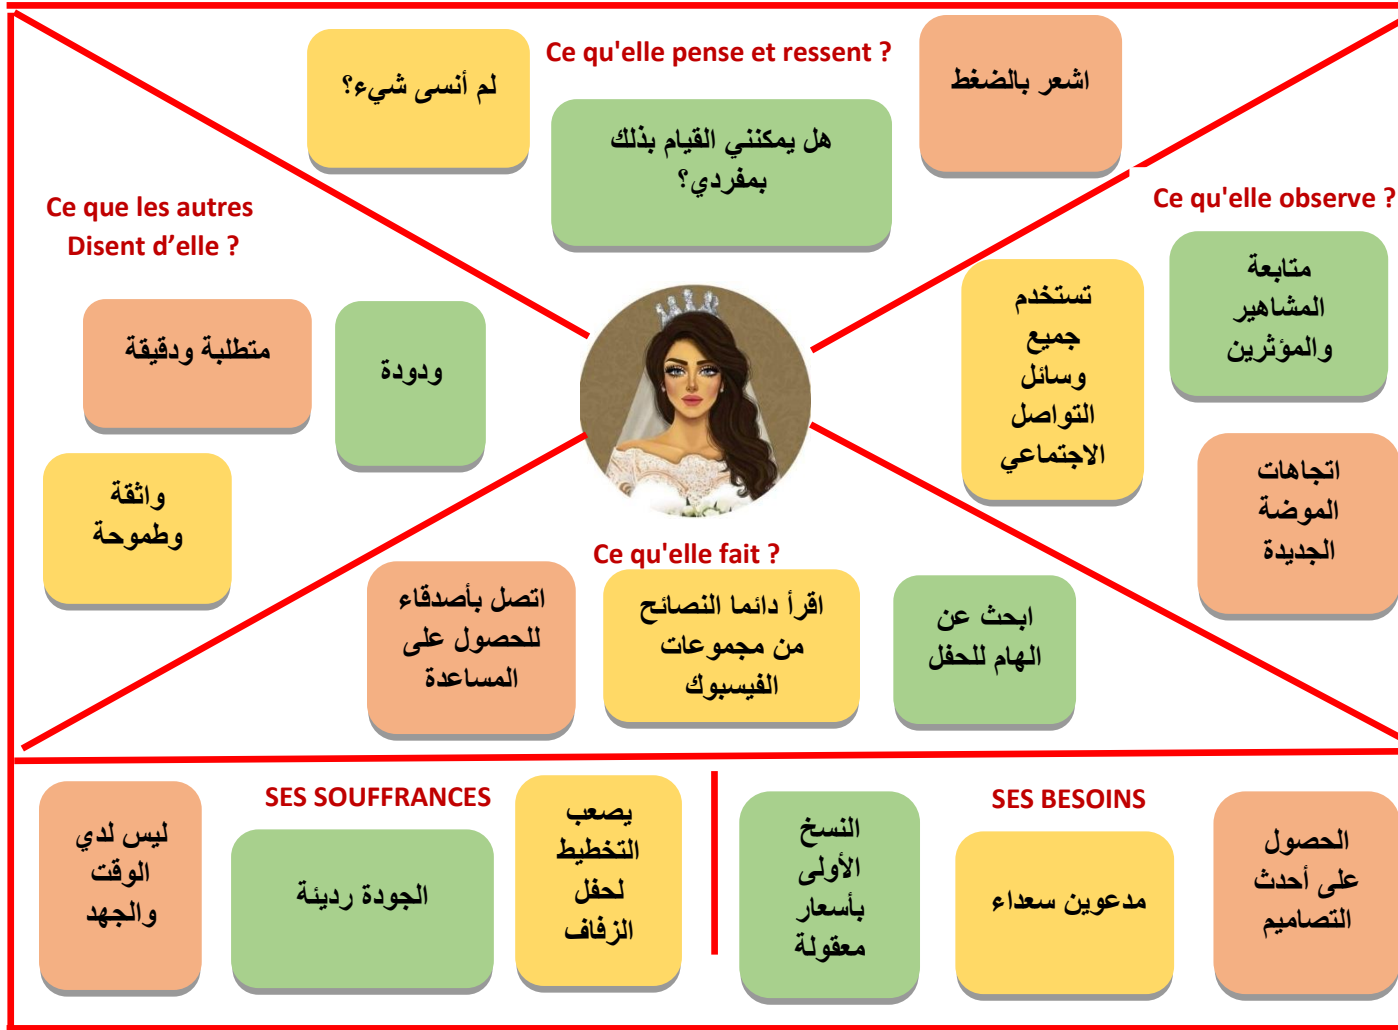 Ce qu'elle pense et ressent ?
لم أنسى شيء؟
هل يمكنني القيام بذلك
بمفردي؟
اشعر بالضغط
Ce que les autres
Disent d’elle ?
متطلبة ودقيقة
ودودة
واثقة
وطموحة
Ce qu'elle observe ?
تستخدم
جميع
وسائل
التواصل
الاجتماعي
متابعة
المشاهير
والمؤثرين
اتجاهات
الموضة
الجديدة
Ce qu'elle fait ?
اتصل بأصدقاء
للحصول على
المساعدة
اقرأ دائما النصائح
من مجموعات
الفيسبوك
ابحث عن
الهام للحفل
SES SOUFFRANCES
ليس لدي
الوقت
والجهد
الجودة رديئة
يصعب
التخطيط
لحفل
الزفاف
SES BESOINS
النسخ
الأولى
بأسعار
معقولة
مدعوين سعداء
الحصول
على أحدث
التصاميم